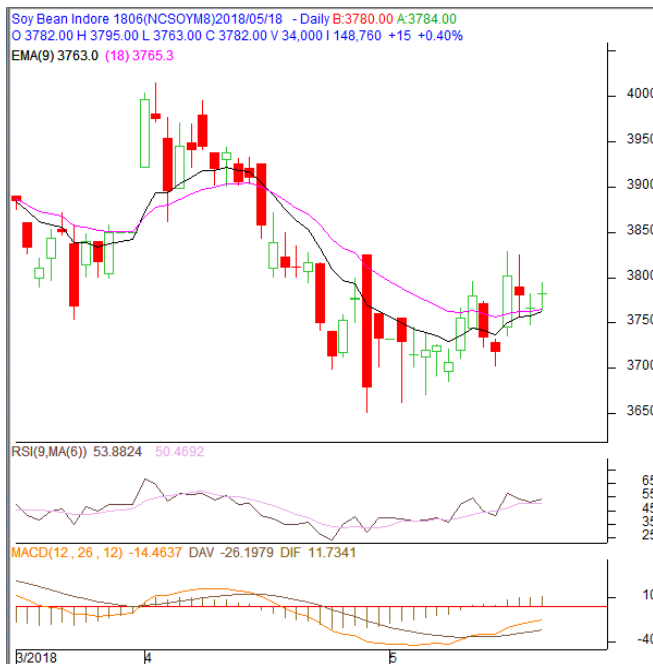 Soy Bean Indore 1806(NCSOYM8)2018/05/18 - Daily B:3780.00 A:3784.00
O 3782.00 H 3795.00 L 3763.00 C 3782.00 V 34,000 I 148,760 +15 +0.40%
EMA(9) 3763.0 (18) 3765.3
4000
3950
3900
3850
3800
3750
3700
3650
RSI(9,MA(6)) 53.8824 50.4692
65
55
45
35
25
MACD(12 , 26 , 12) -14.4637 DAV -26.1979 DIF 11.7341
10
-40
3/2018 4 5